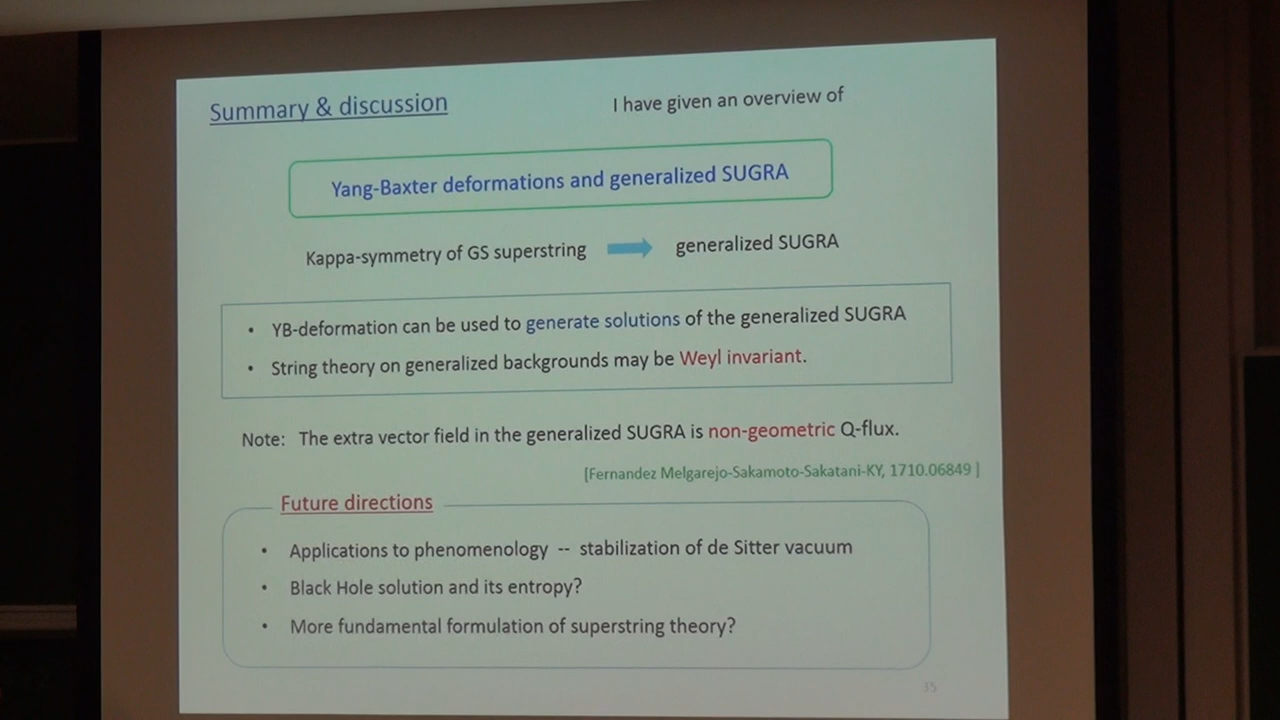 Summary & discussion
I have given an overview of
Yang-Baxter deformations and generalized SUGRA
Kappa-symmetry of GS superstring generalized SUGRA
• YB-deformation can be used to generate solutions of the generalized SUGRA
• String theory on generalized backgrounds may be Weyl invariant.
Note: The extra vector field in the generalized SUGRA is non-geometric Q-flux.
[Fernandez Melgarejo-Sakamoto-Sakatani-KY, 1710.06849 ]
Future directions
• Applications to phenomenology -- stabilization of de Sitter vacuum
• Black Hole solution and its entropy?
• More fundamental formulation of superstring theory?
35